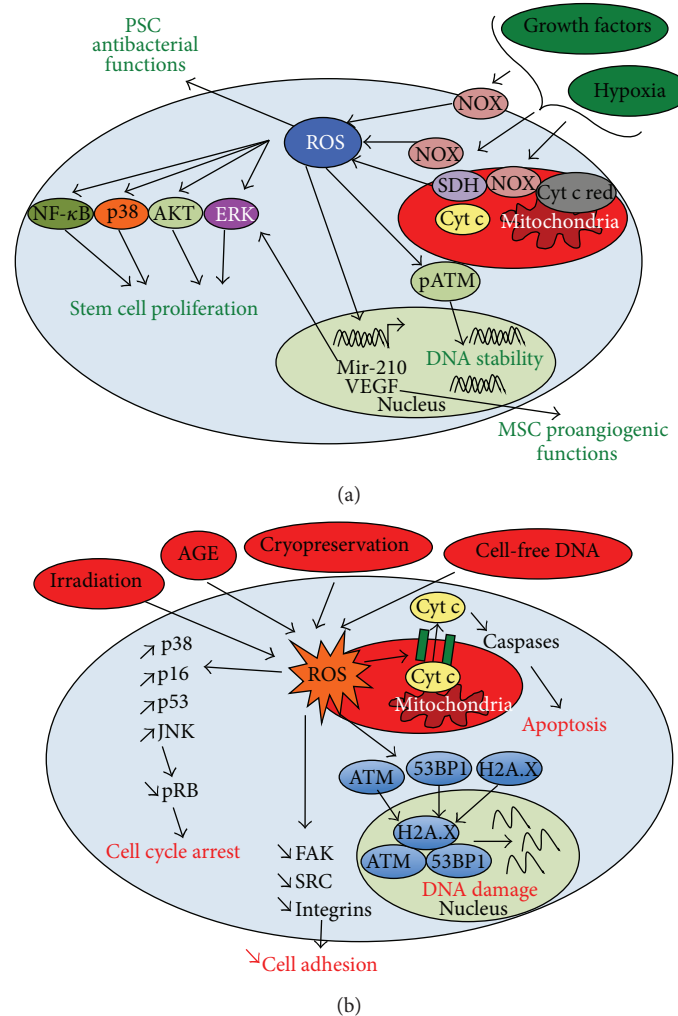 PSC
antibacterial
functions
Growth factors
Hypoxia
NOX
ROS
NOX
SDH
NOX
Cyt c red
Cyt c
Mitochondria
NF-κB
p38
AKT
ERK
pATM
Stem cell proliferation
Mir-210
VEGF
Nucleus
DNA stability
MSC proangiogenic
functions
(a)
Irradiation
AGE
Cryopreservation
Cell-free DNA
Cyt c
Caspases
↗p38
↗p16
↗p53
↗JNK
↘pRB
Cell cycle arrest
ROS
Cyt c
Mitochondria
Apoptosis
ATM
53BP1
H2A.X
H2A.X
ATM
53BP1
DNA damage
Nucleus
↘FAK
↘SRC
↘Integrins
↘Cell adhesion
(b)